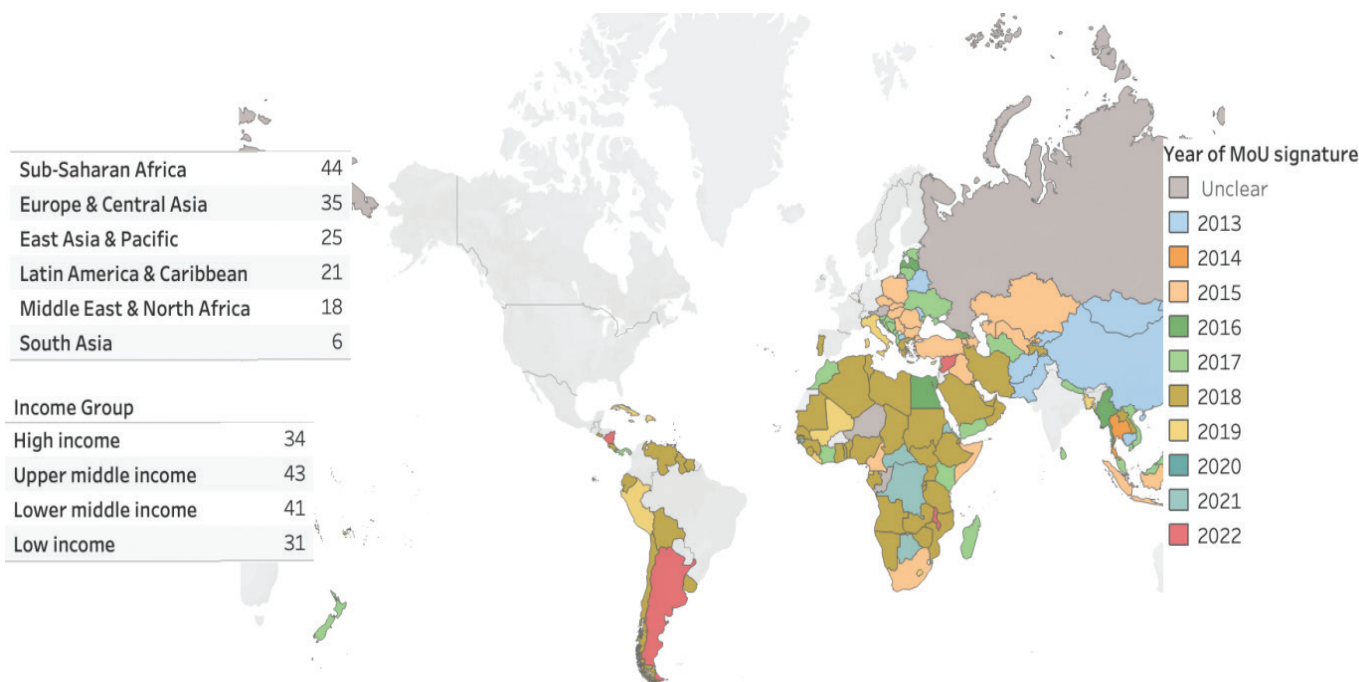 Sub-Saharan Africa 44
Europe & Central Asia 35
East Asia & Pacific 25
Latin America & Caribbean 21
Middle East & North Africa 18
South Asia 6
Income Group
High income 34
Upper middle income 43
Lower middle income 41
Low income 31
Year of MoU signature
Unclear
2013
2014
2015
2016
2017
2018
2019
2020
2021
2022